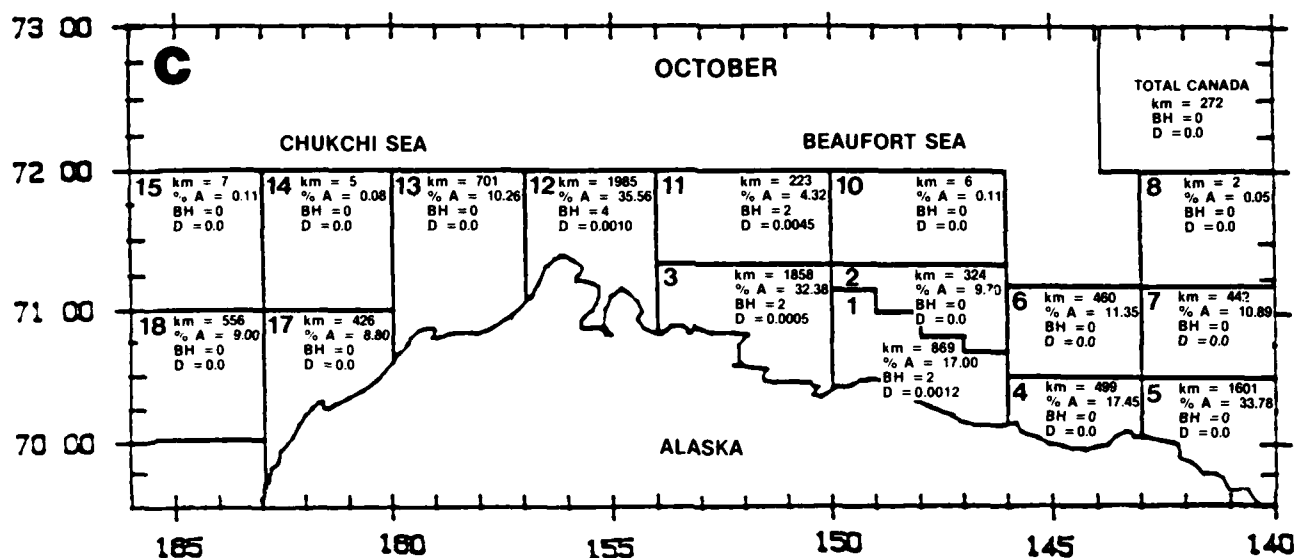 73 00
C
OCTOBER
TOTAL CANADA
km = 272
BH =0
D =0.0
CHUKCHI SEA
BEAUFORT SEA
72 00
15
km = 7
% A = 0.11
BH =0
D =0.0
14
km = 5
% A = 0.08
BH =0
D =0.0
13
km = 701
% A = 10.26
BH =0
D =0.0
12
km = 1985
% A = 35.56
BH = 4
D =0.0010
11
km = 223
% A = 4.32
BH =2
D =0.0045
10
km = 6
% A = 0.11
BH =0
D =0.0
8
km = 2
% A = 0.05
BH =0
D =0.0
71 00
18
km = 556
% A = 9.00
BH =0
D =0.0
17
km = 426
% A = 8.80
BH =0
D =0.0
3
km = 1858
% A = 32.38
BH =2
D =0.0005
2
km = 324
% A = 9.70
BH =0
D =0.0
1
km = 869
% A = 17.00
BH =2
D =0.0012
6
km = 460
% A = 11.35
BH =0
D =0.0
7
km = 442
% A = 10.89
BH =0
D =0.0
4
km = 499
% A = 17.45
BH =0
D =0.0
5
km = 1601
% A = 33.78
BH =0
D =0.0
70 00
ALASKA
185
180
155
150
145
140